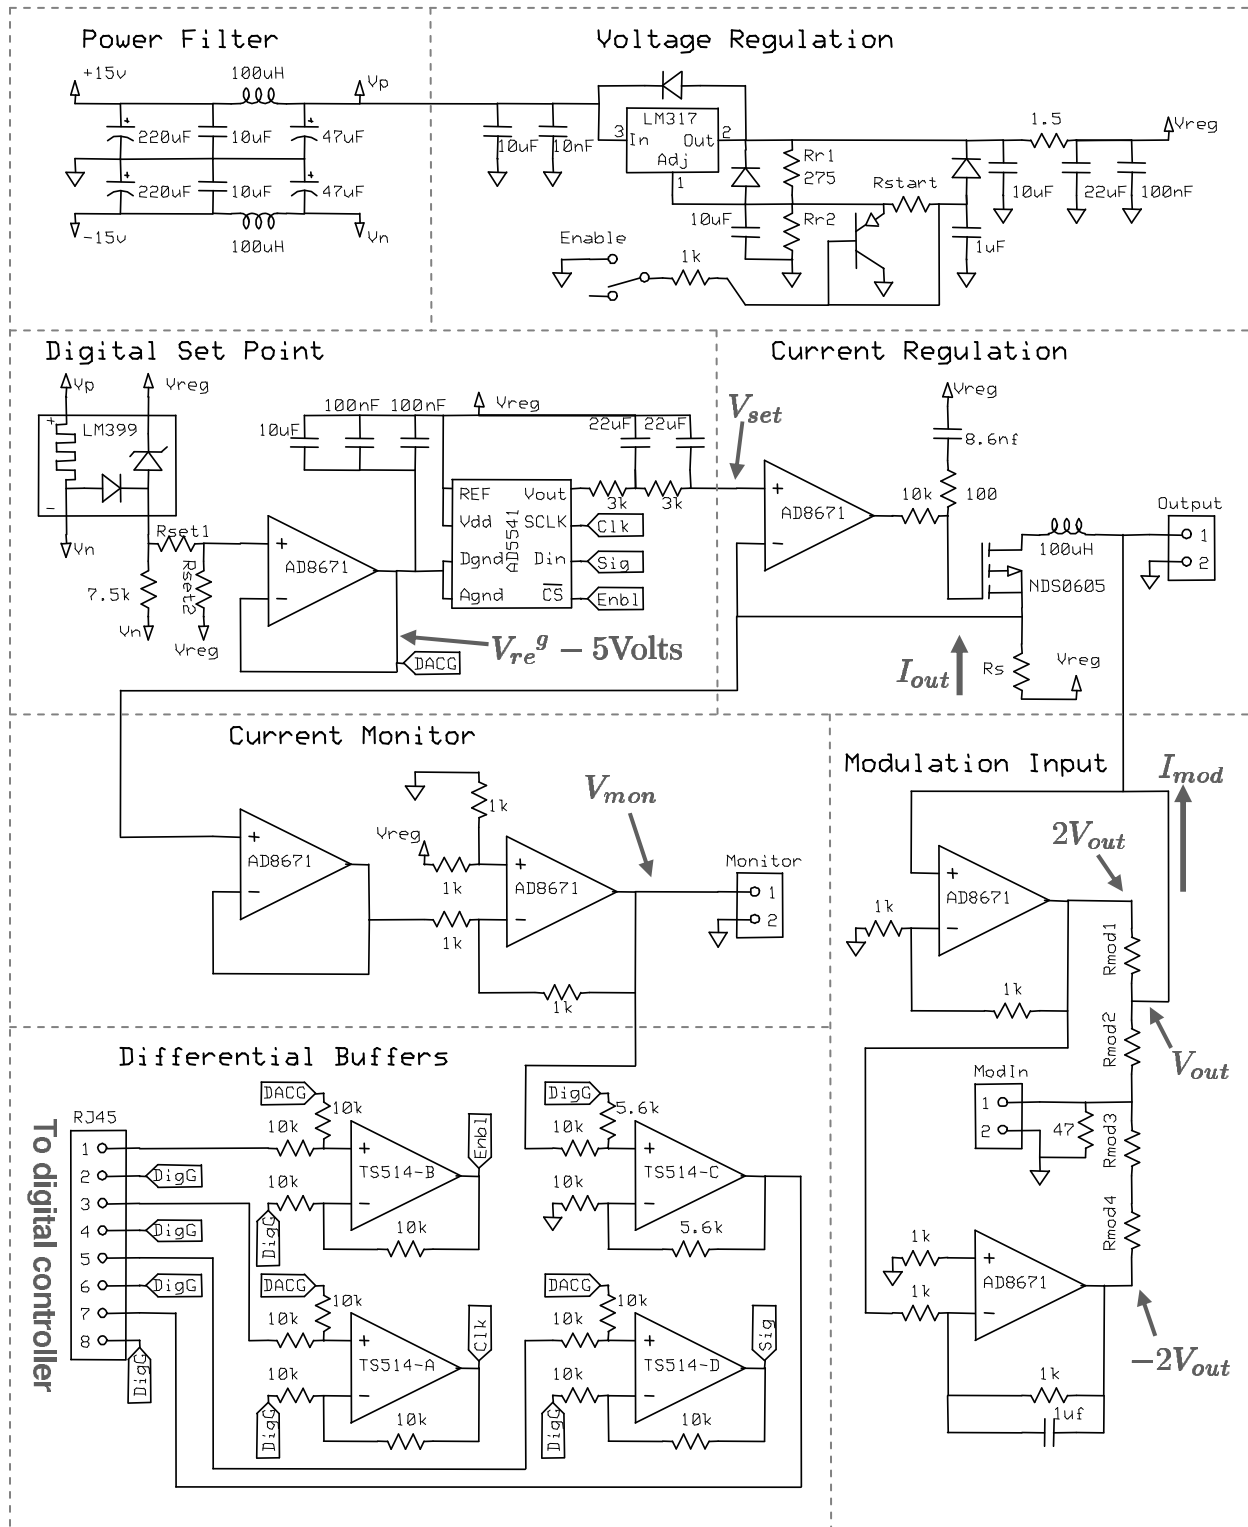 Power Filter
+15v
100uH
Vp
220uF
10uF
47uF
220uF
10uF
47uF
-15v
100uH
Vn
Voltage Regulation
LM317
3
In
Out
2
Adj
1
10uF
10nF
Rr1
275
Rr2
10uF
Rstart
1.5
Vreg
10uF
22uF
100nF
1uF
Enable
1k
Digital Set Point
Vp
Vreg
+
LM399
-
Vn
Rset1
7.5k
Rset2
Vn
Vreg
+
AD8671
-
10uF
100nF
100nF
Vreg
REF
Vdd
Dgnd
Agnd
AD5541
Vout
SCLK
Din
CS
Clk
Sig
Enbl
22uF
22uF
3k
3k
V_re^g − 5Volts
DACG
Current Regulation
V_set
Vreg
8.6nf
100
10k
+
AD8671
-
100uH
Output
1
2
NDS0605
I_out
Rs
Vreg
Current Monitor
+
AD8671
-
1k
Vreg
1k
1k
+
AD8671
-
1k
V_mon
Monitor
1
2
Modulation Input
I_mod
2V_out
+
AD8671
-
1k
1k
Rmod1
Rmod2
V_out
ModIn
1
2
47
Rmod3
Rmod4
1k
1k
+
AD8671
-
1k
1uf
−2V_out
Differential Buffers
To digital controller
RJ45
1
2
3
4
5
6
7
8
DigG
DigG
DigG
DigG
DACG
10k
10k
Enbl
+
TS514-B
-
10k
DigG
10k
DigG
5.6k
10k
+
TS514-C
-
10k
5.6k
DACG
10k
10k
Clk
+
TS514-A
-
10k
DigG
10k
DACG
10k
10k
Sig
+
TS514-D
-
10k
DigG
10k